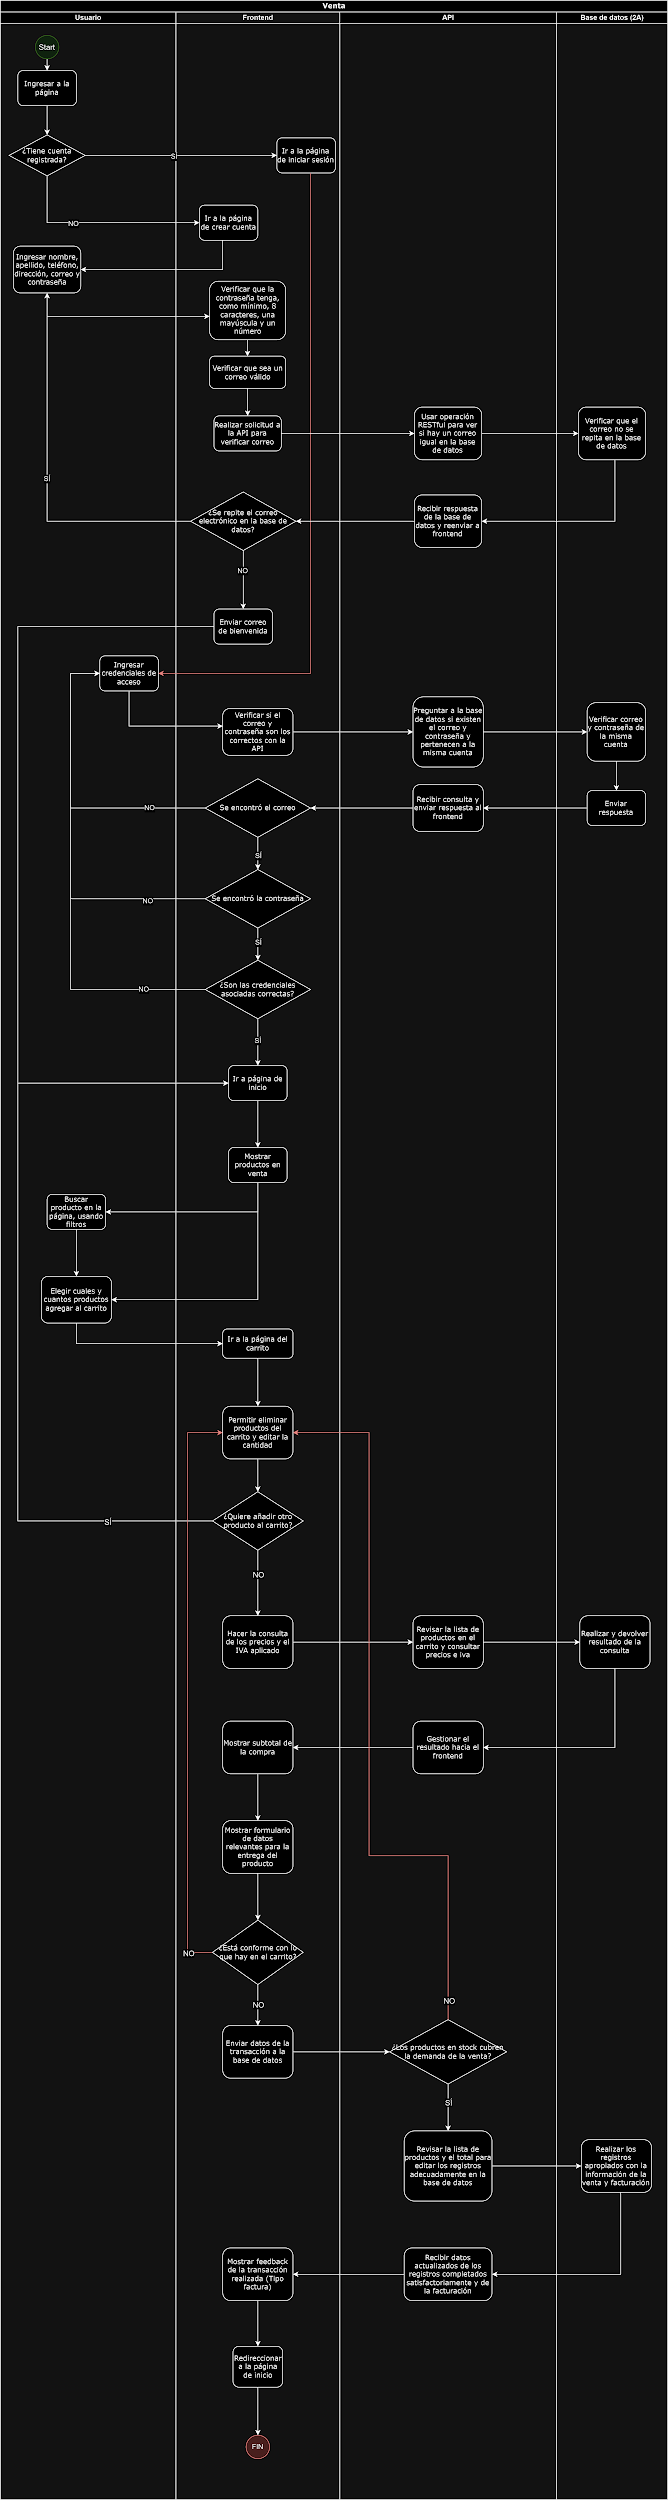 Venta
Usuario
Frontend
API
Base de datos (2A)
Start
Ingresar a la
página
¿Tiene cuenta
registrada?
SÍ
Ir a la página
de iniciar sesión
NO
Ir a la página
de crear cuenta
Ingresar nombre,
apellido, teléfono,
dirección, correo y
contraseña
Verificar que la
contraseña tenga,
como mínimo, 8
caracteres, una
mayúscula y un
número
Verificar que sea un
correo válido
Realizar solicitud a
la API para
verificar correo
Usar operación
RESTful para ver
si hay un correo
igual en la base
de datos
Verificar que el
correo no se
repita en la base
de datos
SÍ
¿Se repite el correo
electrónico en la base de
datos?
Recibir respuesta
de la base de
datos y reenviar a
frontend
NO
Enviar correo
de bienvenida
Ingresar
credenciales de
acceso
Verificar si el
correo y
contraseña son los
correctos con la
API
Preguntar a la base
de datos si existen
el correo y
contraseña y
pertenecen a la
misma cuenta
Verificar correo
y contraseña de
la misma
cuenta
NO
Se encontró el correo
Recibir consulta y
enviar respuesta al
frontend
Enviar
respuesta
SÍ
NO
Se encontró la contraseña
SÍ
NO
¿Son las credenciales
asociadas correctas?
SÍ
Ir a página de
inicio
Mostrar
productos en
venta
Buscar
producto en la
página, usando
filtros
Elegir cuales y
cuantos productos
agregar al carrito
Ir a la página del
carrito
Permitir eliminar
productos del
carrito y editar la
cantidad
SÍ
¿Quiere añadir otro
producto al carrito?
NO
Hacer la consulta
de los precios y el
IVA aplicado
Revisar la lista de
productos en el
carrito y consultar
precios e iva
Realizar y devolver
resultado de la
consulta
Mostrar subtotal de
la compra
Gestionar el
resultado hacia el
frontend
Mostrar formulario
de datos
relevantes para la
entrega del
producto
NO
¿Está conforme con lo
que hay en el carrito?
NO
NO
Enviar datos de la
transacción a la
base de datos
¿Los productos en stock cubren
la demanda de la venta?
SÍ
Revisar la lista de
productos y el total para
editar los registros
adecuadamente en la
base de datos
Realizar los
registros
apropiados con la
información de la
venta y facturación
Mostrar feedback
de la transacción
realizada (Tipo
factura)
Recibir datos
actualizados de los
registros completados
satisfactoriamente y de
la facturación
Redireccionar
a la página
de inicio
FIN